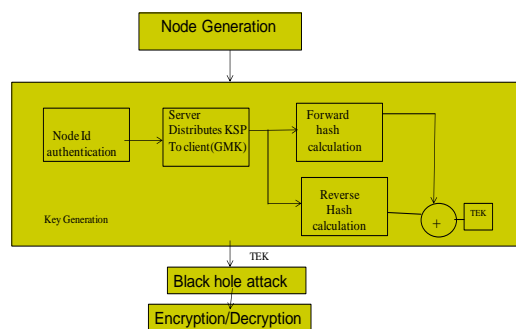 Node Generation
Node Id
authentication
Server
Distributes KSP
To client(GMK)
Forward
hash
calculation
Reverse
Hash
calculation
+
TEK
Key Generation
TEK
Black hole attack
Encryption/Decryption